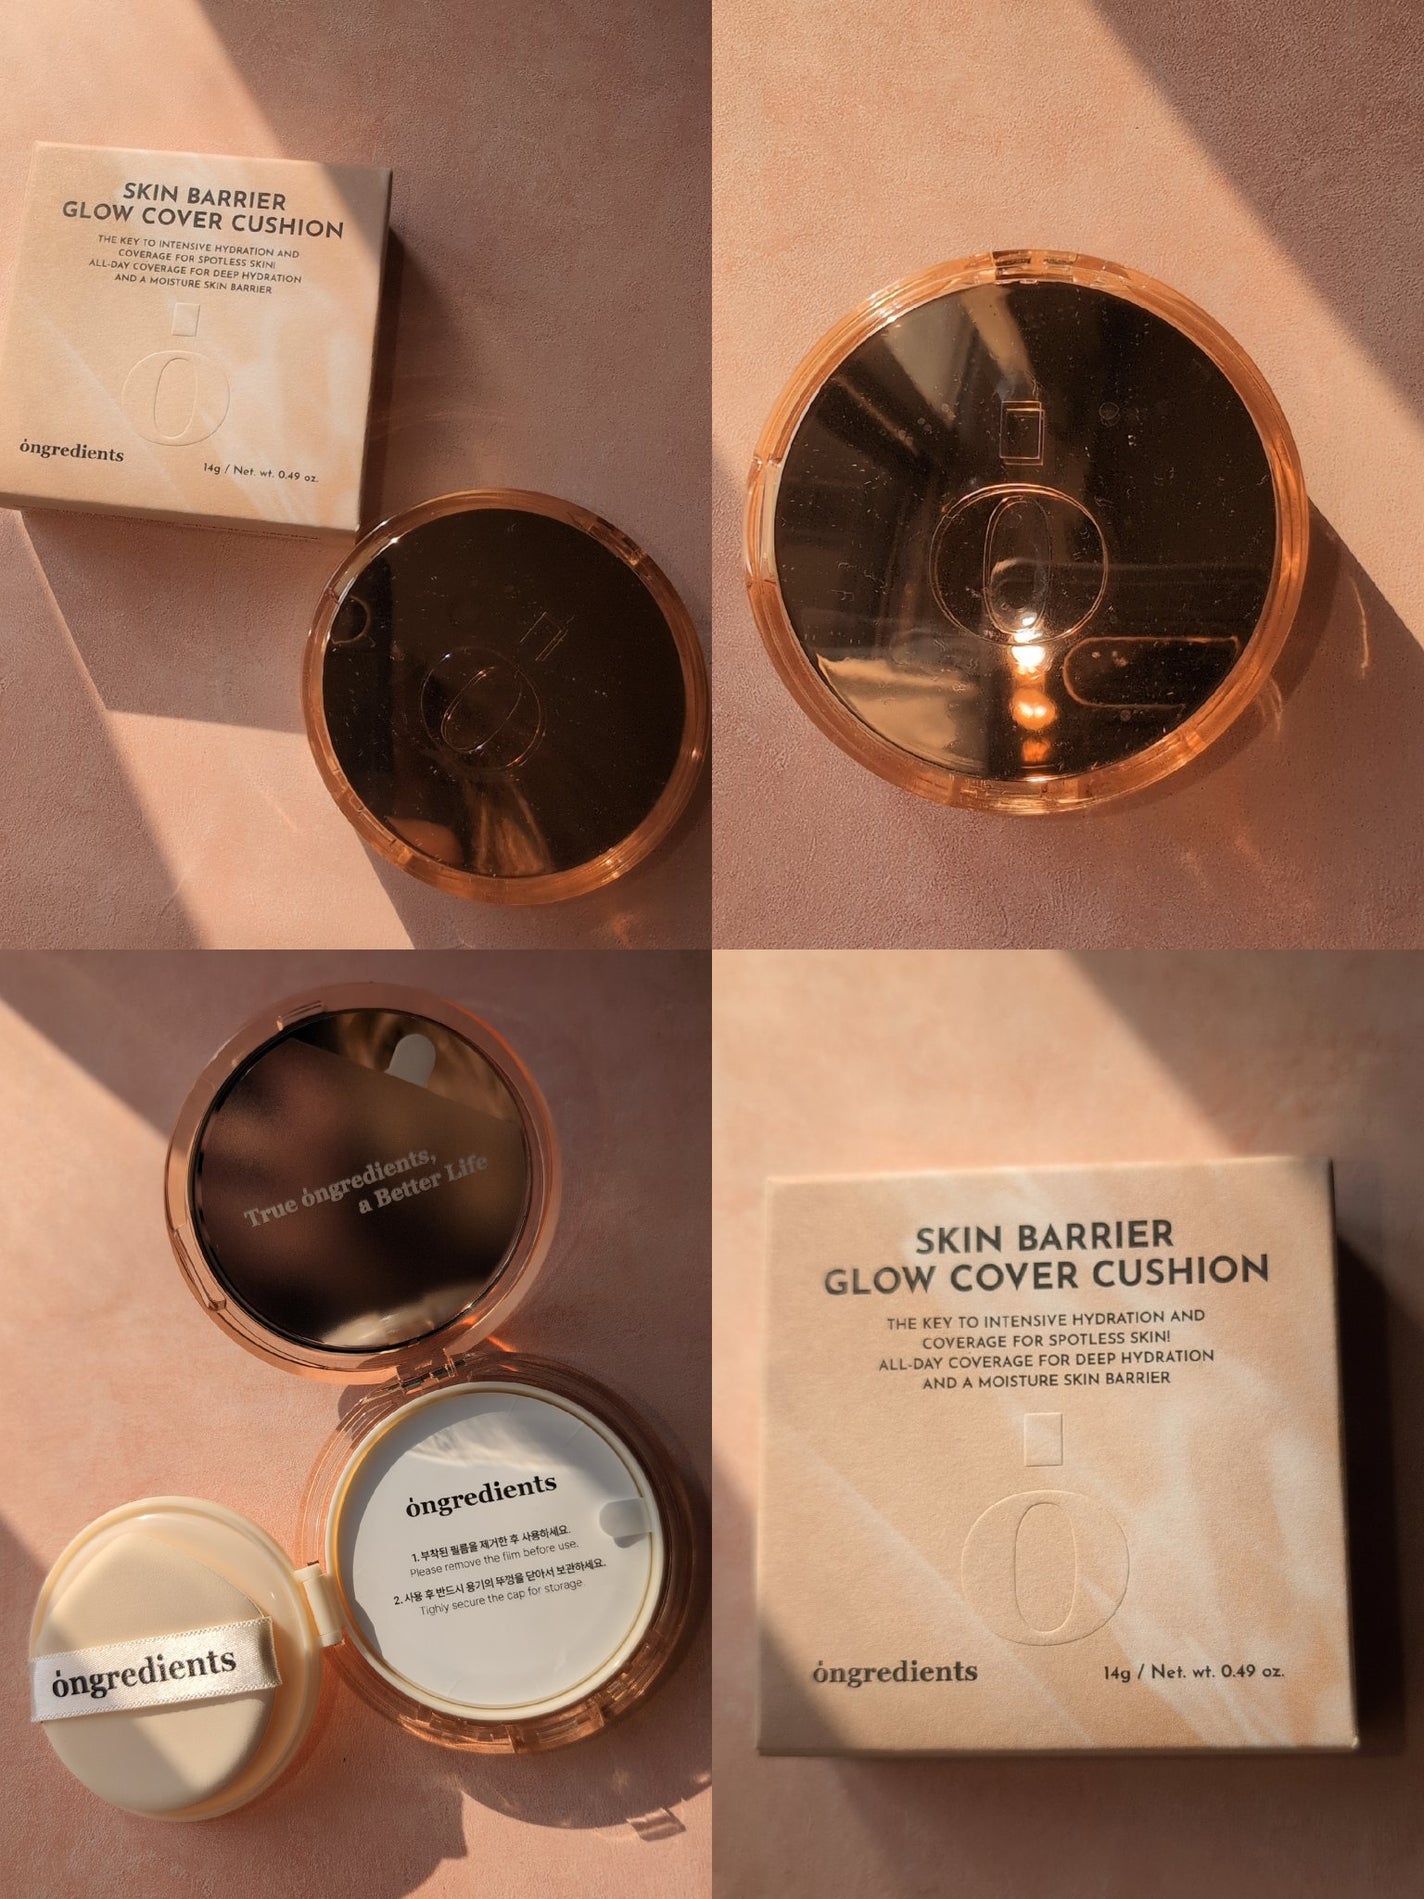 SKIN BARRIER
GLOW COVER CUSHION
THE KEY TO INTENSIVE HYDRATION AND
COVERAGE FOR SPOTLESS SKIN!
ALL-DAY COVERAGE FOR DEEP HYDRATION
AND A MOISTURE SKIN BARRIER
ȯ
ȯngredients
14g / Net. wt. 0.49 oz.
ȯ
ȯ
True ȯngredients,
a Better Life
ȯngredients
1. 부착된 필름을 제거한 후 사용하세요.
Please remove the film before use.
2. 사용 후 반드시 용기의 뚜껑을 닫아서 보관하세요.
Tighly secure the cap for storage.
ȯngredients
SKIN BARRIER
GLOW COVER CUSHION
THE KEY TO INTENSIVE HYDRATION AND
COVERAGE FOR SPOTLESS SKIN!
ALL-DAY COVERAGE FOR DEEP HYDRATION
AND A MOISTURE SKIN BARRIER
ȯ
ȯngredients
14g / Net. wt. 0.49 oz.